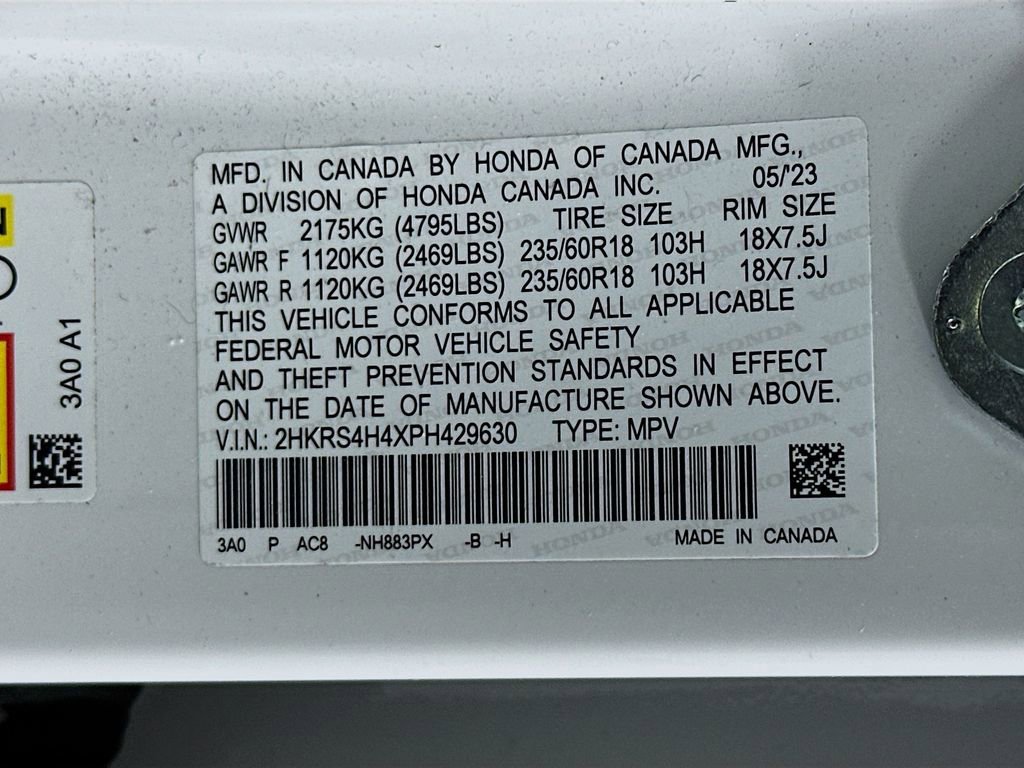 MFD. IN CANADA BY HONDA OF CANADA MFG.,
A DIVISION OF HONDA CANADA INC. 05/'23
GVWR 2175KG (4795LBS) TIRE SIZE RIM SIZE
GAWR F 1120KG (2469LBS) 235/60R18 103H 18X7.5J
GAWR R 1120KG (2469LBS) 235/60R18 103H 18X7.5J
THIS VEHICLE CONFORMS TO ALL APPLICABLE
FEDERAL MOTOR VEHICLE SAFETY
AND THEFT PREVENTION STANDARDS IN EFFECT
ON THE DATE OF MANUFACTURE SHOWN ABOVE.
V.I.N.: 2HKRS4H4XPH429630 TYPE: MPV
3A0 P AC8 -NH883PX -B -H MADE IN CANADA
3A0 A1